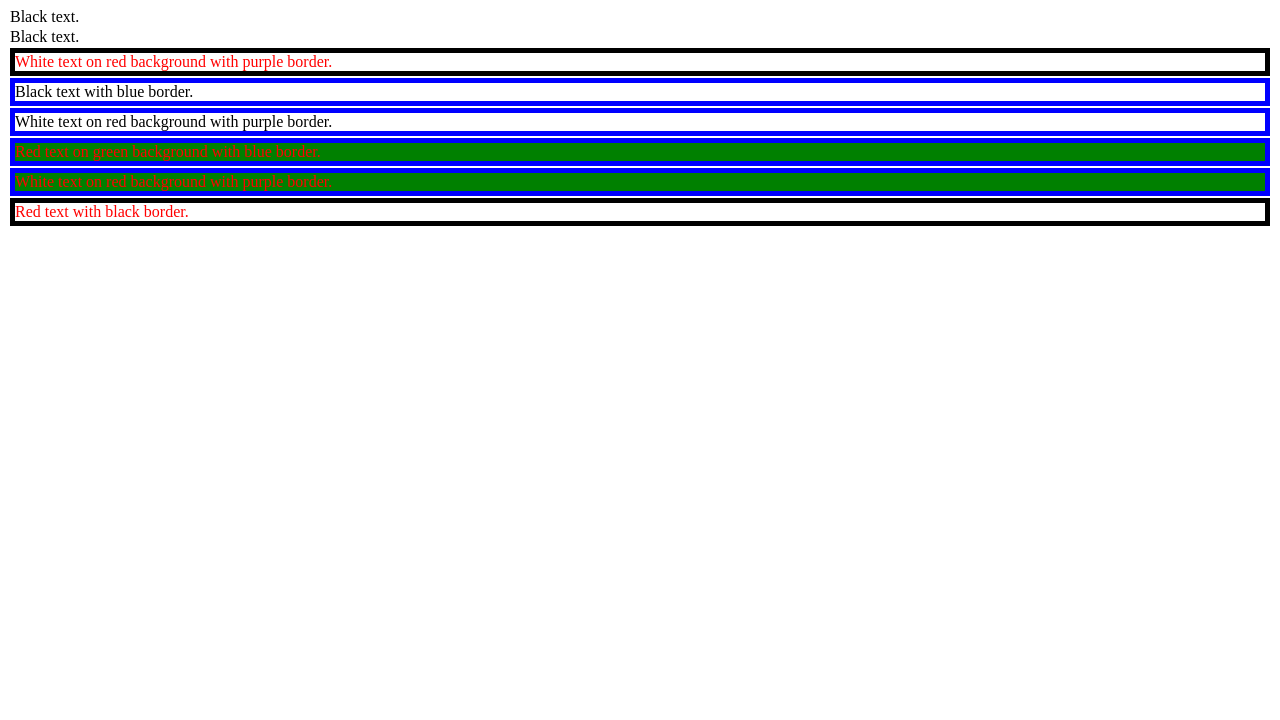 Black text.
Black text.
White text on red background with purple border.
Black text with blue border.
White text on red background with purple border.
Red text on green background with blue border.
White text on red background with purple border.
Red text with black border.